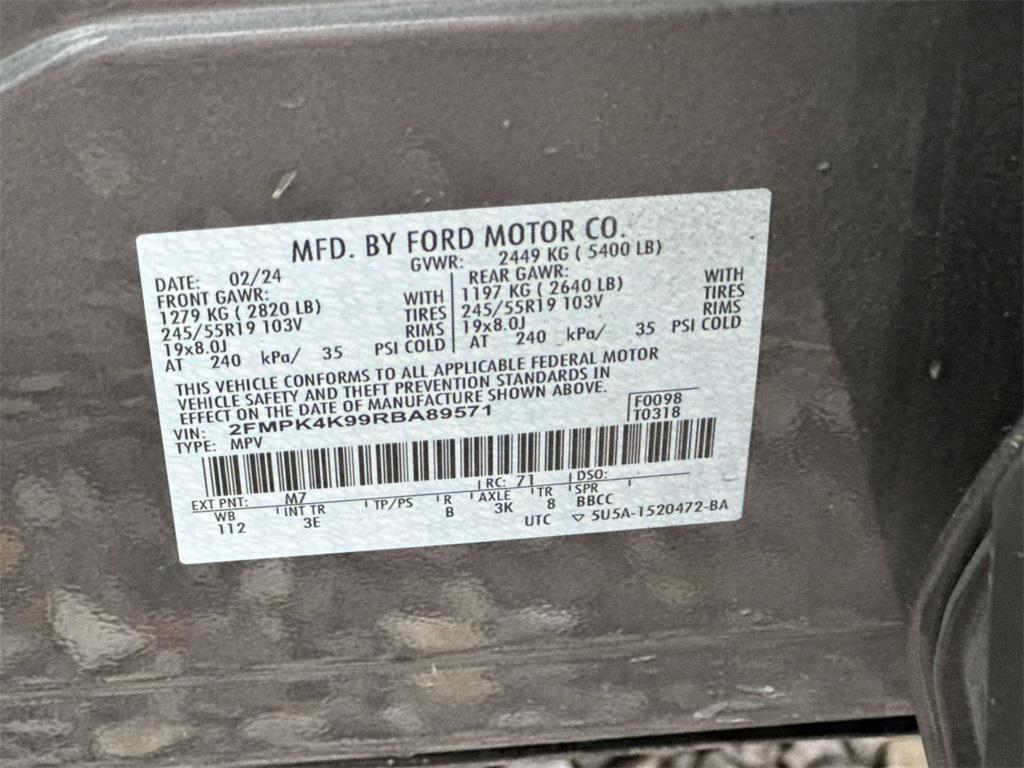 MFD. BY FORD MOTOR CO.
DATE: 02/24 GVWR: 2449 KG ( 5400 LB)
FRONT GAWR: REAR GAWR:
1279 KG ( 2820 LB) WITH 1197 KG ( 2640 LB) WITH
245/55R19 103V TIRES 245/55R19 103V TIRES
19x8.0J RIMS 19x8.0J RIMS
AT 240 kPa/ 35 PSI COLD AT 240 kPa/ 35 PSI COLD
THIS VEHICLE CONFORMS TO ALL APPLICABLE FEDERAL MOTOR
VEHICLE SAFETY AND THEFT PREVENTION STANDARDS IN
EFFECT ON THE DATE OF MANUFACTURE SHOWN ABOVE.
VIN: 2FMPK4K99RBA89571 F0098
TYPE: MPV T0318
EXT PNT: M7 RC: 71 DSO:
WB INT TR TP/PS R AXLE TR SPR
112 3E B 3K 8 BBCC
UTC ▽ 5U5A-1520472-BA